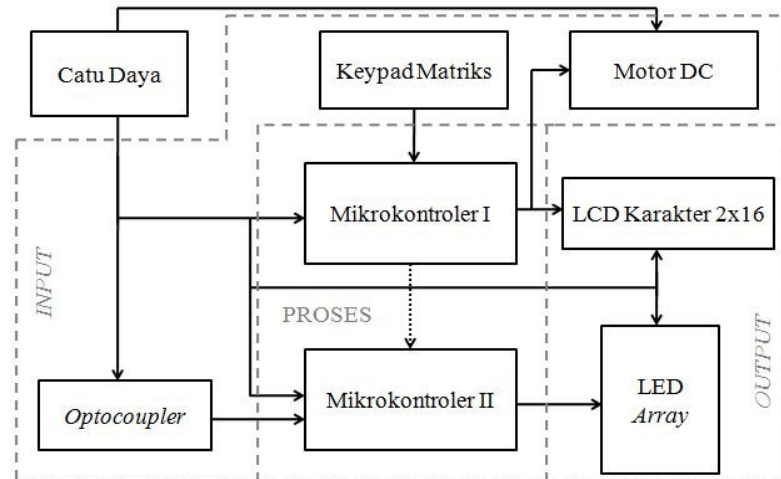 Catu Daya
Keypad Matriks
Motor DC
Mikrokontroler I
LCD Karakter 2x16
INPUT
PROSES
OUTPUT
Optocoupler
Mikrokontroler II
LED
Array